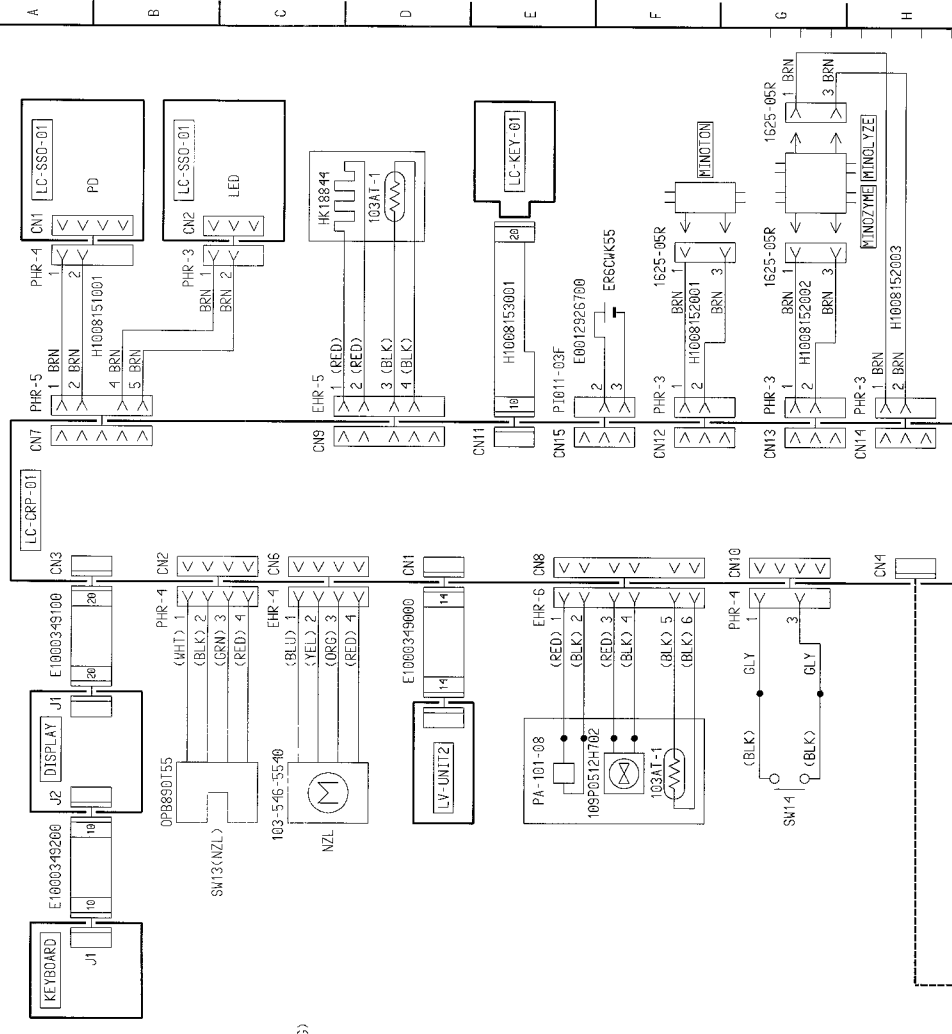 A
B
C
D
E
F
G
H
LC-SSO-01
PD
CN1
PHR-4
1
2
H1008151001
1 BRN
2 BRN
4 BRN
5 BRN
PHR-5
CN7
LC-SSO-01
LED
CN2
PHR-3
BRN 1
BRN 2
HK18844
103AT-1
1 (RED)
2 (RED)
3 (BLK)
4 (BLK)
EHR-5
CN9
LC-KEY-01
20
H1008153001
10
CN11
ER6CWK55
E0012926700
2
3
PI011-03F
CN15
MINOTON
1625-05R
BRN 1
BRN 3
H1008152001
1
2
PHR-3
CN12
1625-05R
1 BRN
3 BRN
MINOZYME
MINOLYZE
1625-05R
BRN 1
BRN 3
H1008152002
1
2
PHR-3
CN13
H1008152003
1 BRN
2 BRN
PHR-3
CN14
LC-CRP-01
CN3
20
E1000349100
20
J1
DISPLAY
J2
10
E1000349200
10
J1
KEYBOARD
CN2
PHR-4
(WHT) 1
(BLK) 2
(GRN) 3
(RED) 4
OPB890T55
SW13(NZL)
CN6
EHR-4
(BLU) 1
(YEL) 2
(ORG) 3
(RED) 4
103-546-5540
M
NZL
CN1
14
E1000349000
14
LV-UNIT2
CN8
EHR-6
(RED) 1
(BLK) 2
(RED) 3
(BLK) 4
(BLK) 5
(BLK) 6
PA-101-08
109P0512H702
103AT-1
CN10
PHR-4
1
3
GLY
GLY
(BLK)
(BLK)
SW14
CN4